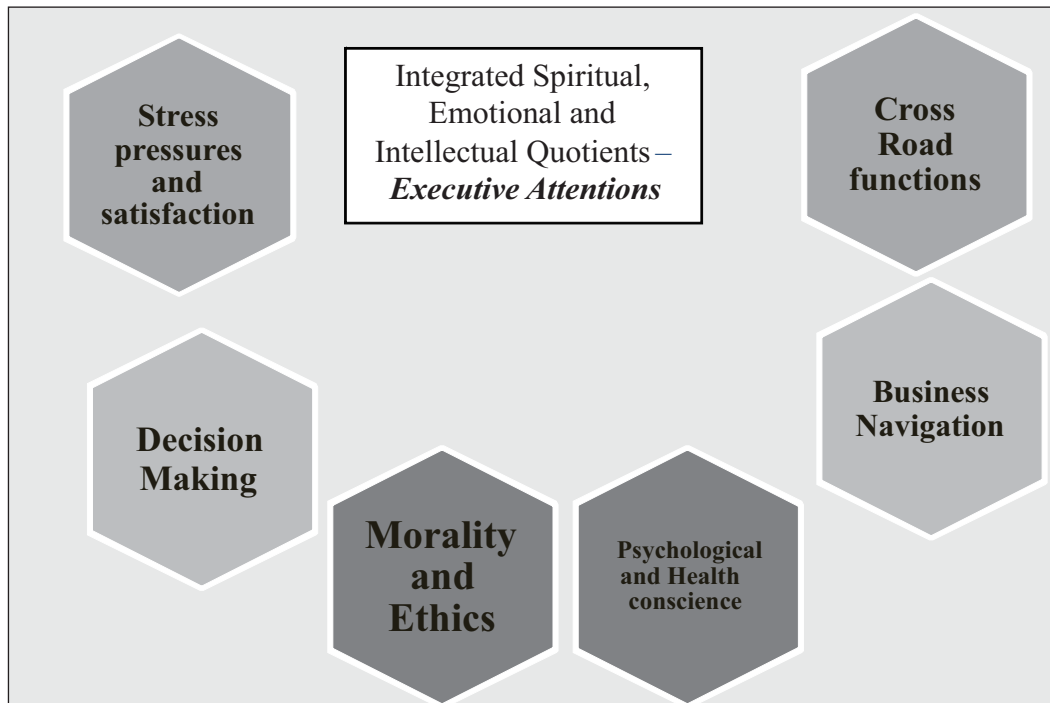 Stress
pressures
and
satisfaction
Integrated Spiritual,
Emotional and
Intellectual Quotients –
Executive Attentions
Cross
Road
functions
Decision
Making
Business
Navigation
Morality
and
Ethics
Psychological
and Health
conscience